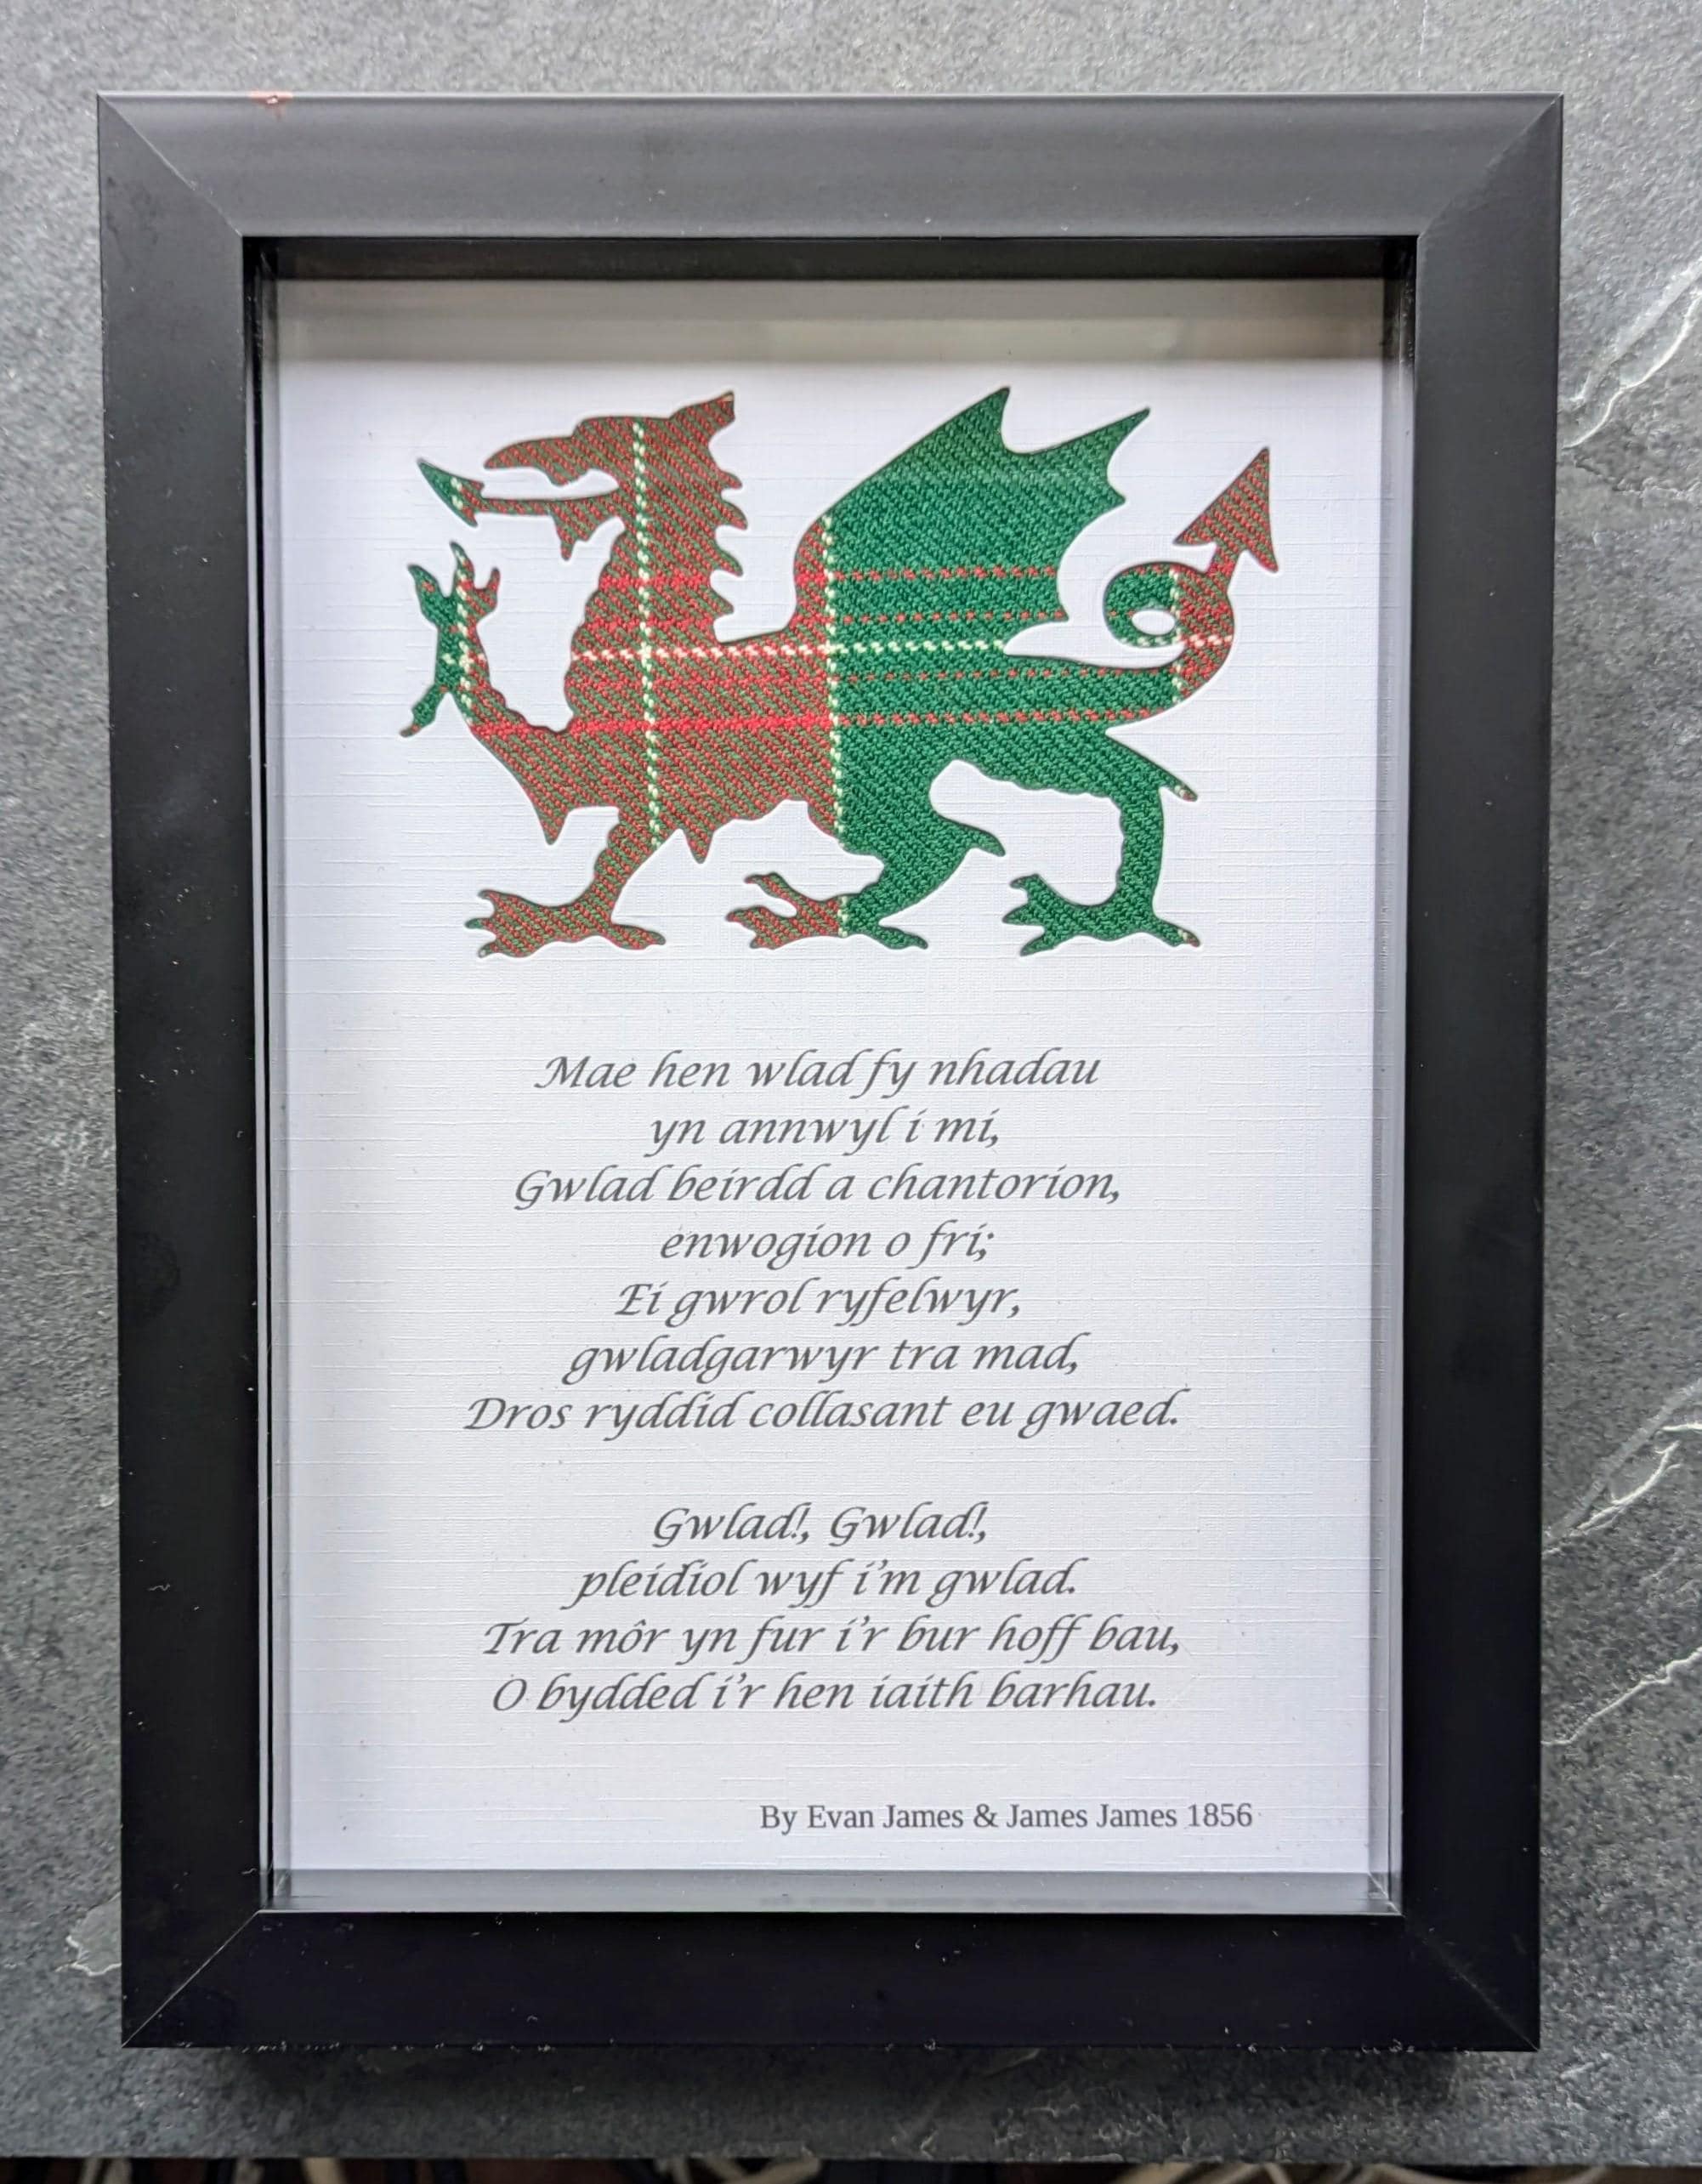 Mae hen wlad fy nhadau
yn annwyl i mi,
Gwlad beirdd a chantorion,
enwogion o fri;
Ei gwrol ryfelwyr,
gwladgarwyr tra mad,
Dros ryddid collasant eu gwaed.
Gwlad!, Gwlad!,
pleidiol wyf i'm gwlad.
Tra môr yn fur i'r bur hoff bau,
O bydded i'r hen iaith barhau.
By Evan James & James James 1856